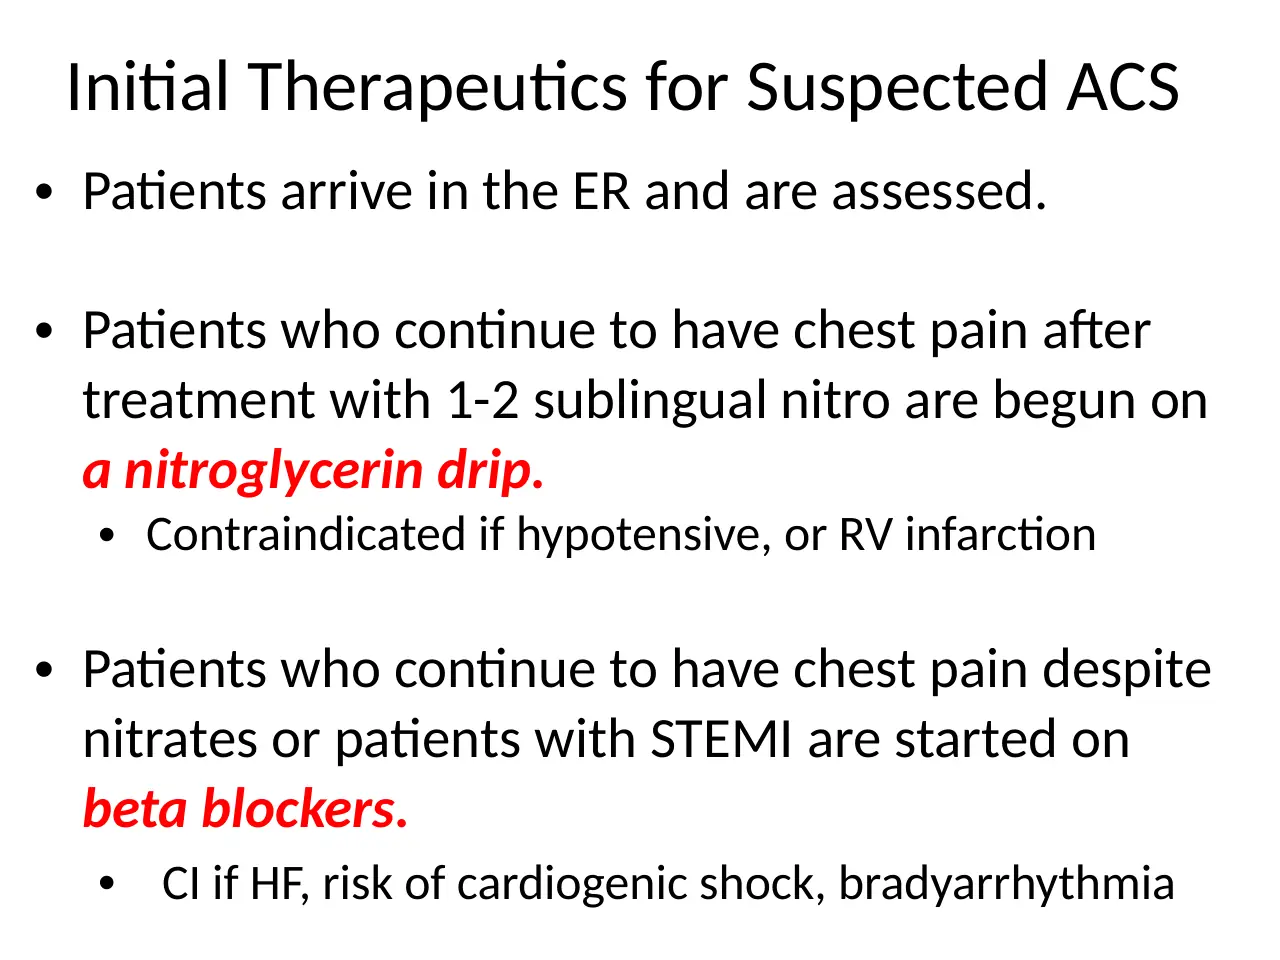 Initial Therapeutics for Suspected ACS
• Patients arrive in the ER and are assessed.
• Patients who continue to have chest pain after
treatment with 1-2 sublingual nitro are begun on
a nitroglycerin drip.
• Contraindicated if hypotensive, or RV infarction
• Patients who continue to have chest pain despite
nitrates or patients with STEMI are started on
beta blockers.
• CI if HF, risk of cardiogenic shock, bradyarrhythmia